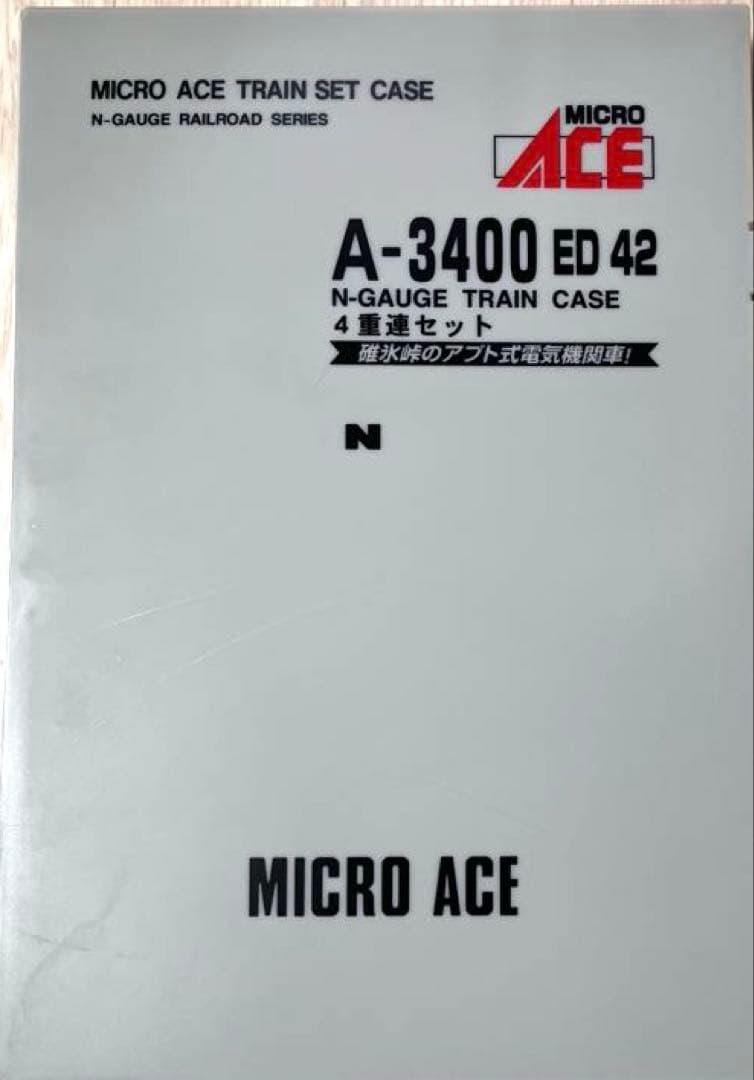 MICRO ACE TRAIN SET CASE
N-GAUGE RAILROAD SERIES
MICRO
ACE
A-3400 ED 42
N-GAUGE TRAIN CASE
4重連セット
碓氷峠のアプト式電気機関車!
N
MICRO ACE